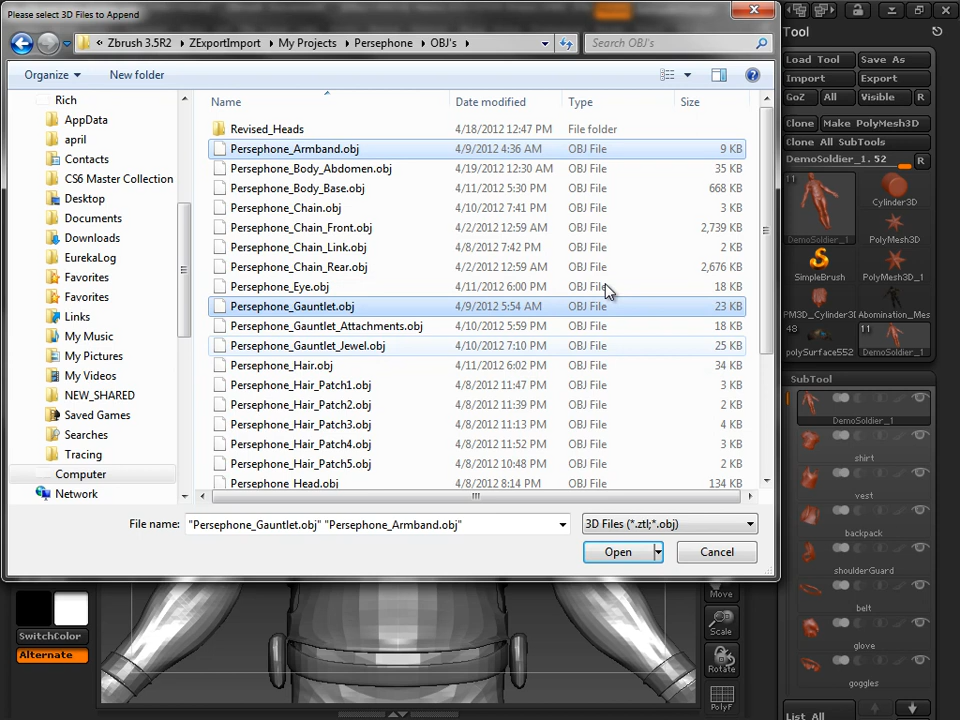 Please select 3D Files to Append
« Zbrush 3.5R2 ▸ ZExportImport ▸ My Projects ▸ Persephone ▸ OBJ's ▸
Search OBJ's
Organize
New folder
Name
Date modified
Type
Size
Rich
AppData
april
Contacts
CS6 Master Collection
Desktop
Documents
Downloads
EurekaLog
Favorites
Favorites
Links
My Music
My Pictures
My Videos
NEW_SHARED
Saved Games
Searches
Tracing
Computer
Network
Revised_Heads 4/18/2012 12:47 PM File folder
Persephone_Armband.obj 4/9/2012 4:36 AM OBJ File 9 KB
Persephone_Body_Abdomen.obj 4/19/2012 12:30 AM OBJ File 35 KB
Persephone_Body_Base.obj 4/11/2012 5:30 PM OBJ File 668 KB
Persephone_Chain.obj 4/10/2012 7:41 PM OBJ File 3 KB
Persephone_Chain_Front.obj 4/2/2012 12:59 AM OBJ File 2,739 KB
Persephone_Chain_Link.obj 4/8/2012 7:42 PM OBJ File 2 KB
Persephone_Chain_Rear.obj 4/2/2012 12:59 AM OBJ File 2,676 KB
Persephone_Eye.obj 4/11/2012 6:00 PM OBJ File 18 KB
Persephone_Gauntlet.obj 4/9/2012 5:54 AM OBJ File 23 KB
Persephone_Gauntlet_Attachments.obj 4/10/2012 5:59 PM OBJ File 18 KB
Persephone_Gauntlet_Jewel.obj 4/10/2012 7:10 PM OBJ File 25 KB
Persephone_Hair.obj 4/11/2012 6:02 PM OBJ File 34 KB
Persephone_Hair_Patch1.obj 4/8/2012 11:47 PM OBJ File 3 KB
Persephone_Hair_Patch2.obj 4/8/2012 11:39 PM OBJ File 2 KB
Persephone_Hair_Patch3.obj 4/8/2012 11:13 PM OBJ File 4 KB
Persephone_Hair_Patch4.obj 4/8/2012 11:52 PM OBJ File 3 KB
Persephone_Hair_Patch5.obj 4/8/2012 10:48 PM OBJ File 2 KB
Persephone_Head.obj 4/8/2012 8:14 PM OBJ File 134 KB
File name: "Persephone_Gauntlet.obj" "Persephone_Armband.obj"
3D Files (*.ztl;*.obj)
Open
Cancel
SwitchColor
Alternate
Move
Scale
Rotate
PolyF
Tool
Load Tool Save As
Import Export
GoZ All Visible R
Clone Make PolyMesh3D
Clone All SubTools
DemoSoldier_1. 52 R
11
DemoSoldier_1
Cylinder3D
PolyMesh3D
SimpleBrush
PolyMesh3D_1
PM3D_Cylinder3D
Abomination_Mes
48
polySurface552
11
DemoSoldier_1
SubTool
DemoSoldier_1
shirt
vest
backpack
shoulderGuard
belt
glove
goggles
List All